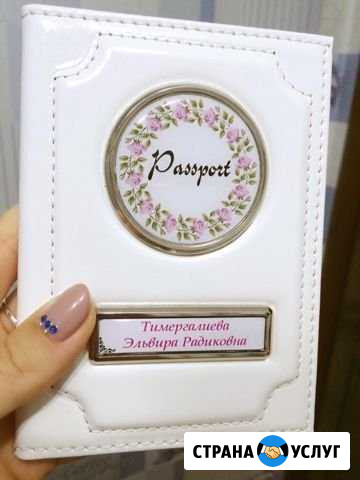 Passport
Тимергалиева
Эльвира Радиковна
СТРАНА УСЛУГ